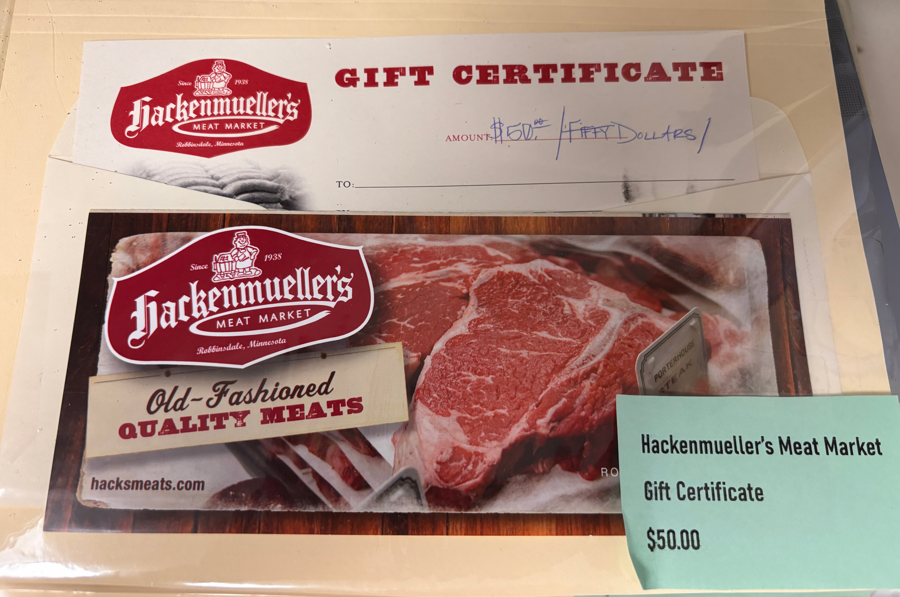 Since 1938
Hackenmueller's
MEAT MARKET
Robbinsdale, Minnesota
GIFT CERTIFICATE
AMOUNT $50.00 / FIFTY DOLLARS /
TO:
Since 1938
Hackenmueller's
MEAT MARKET
Robbinsdale, Minnesota
Old-Fashioned
QUALITY MEATS
hacksmeats.com
PORTERHOUSE
STEAK
RO
Hackenmueller's Meat Market
Gift Certificate
$50.00